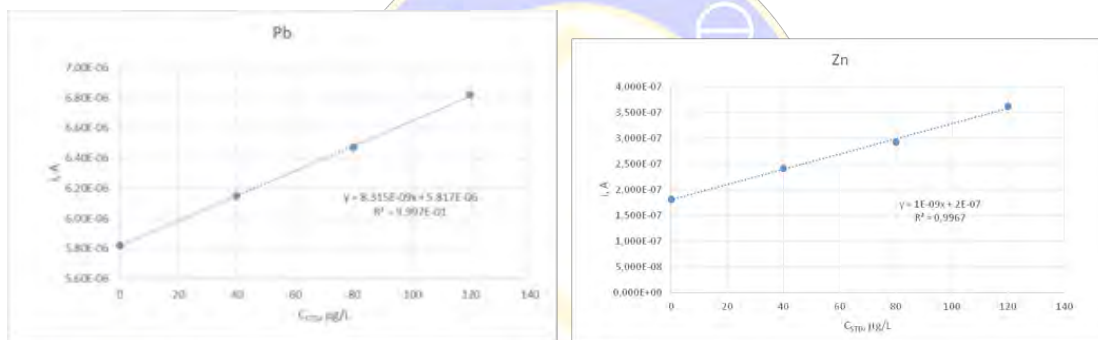 Pb
7.00E-06
6.80E-06
6.60E-06
6.40E-06
6.20E-06
6.00E-06
5.80E-06
5.60E-06
i, A
y = 8.315E-09x + 5.817E-06
R² = 9.997E-01
0 20 40 60 80 100 120 140
C_STD, µg/L
Zn
4,000E-07
3,500E-07
3,000E-07
2,500E-07
2,000E-07
1,500E-07
1,000E-07
5,000E-08
0,000E+00
i, A
y = 1E-09x + 2E-07
R² = 0,9967
0 20 40 60 80 100 120 140
C_STD, µg/L